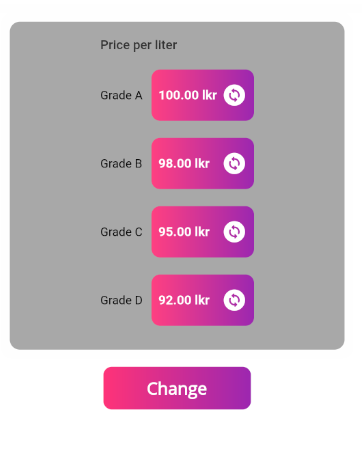 Price per liter
Grade A 100.00 lkr
Grade B 98.00 lkr
Grade C 95.00 lkr
Grade D 92.00 lkr
Change